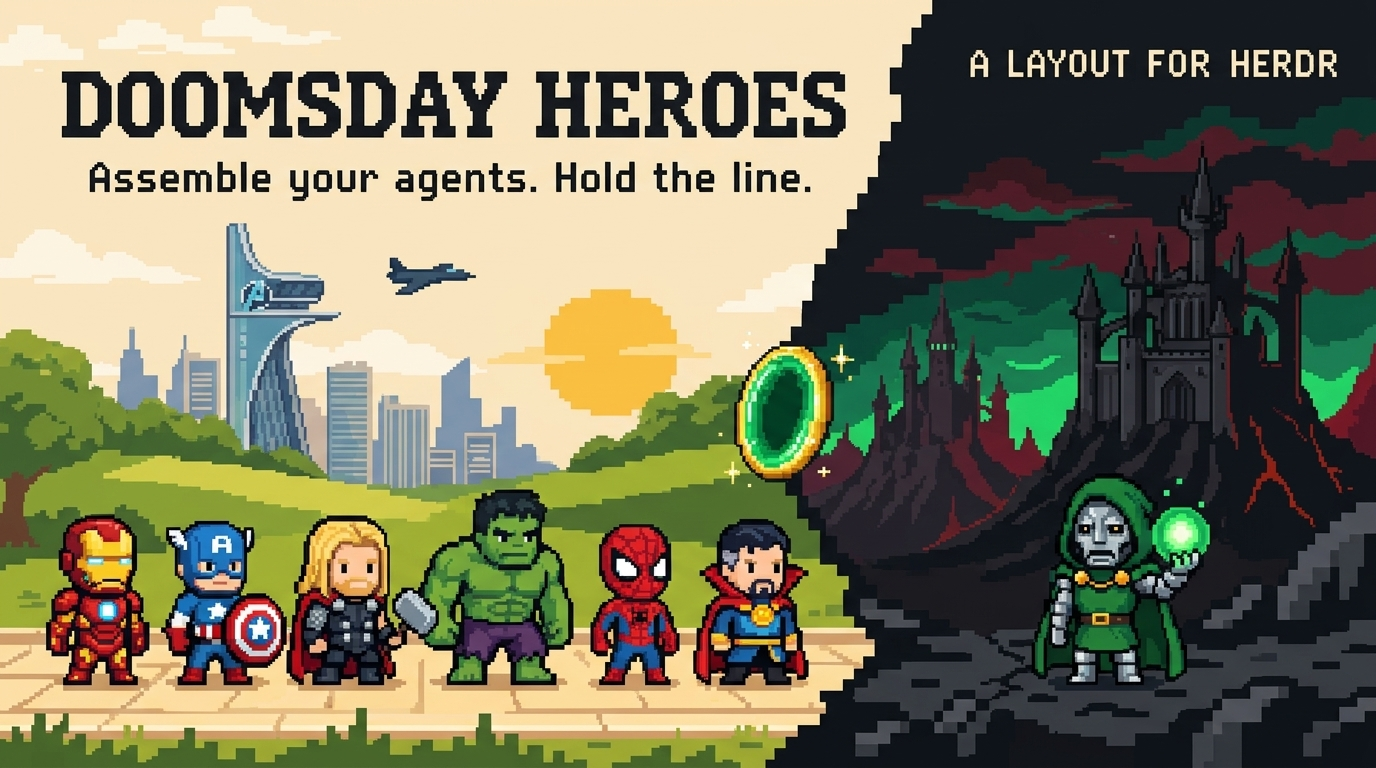 DOOMSDAY HEROES
Assemble your agents. Hold the line.
A LAYOUT FOR HERDR
A
A